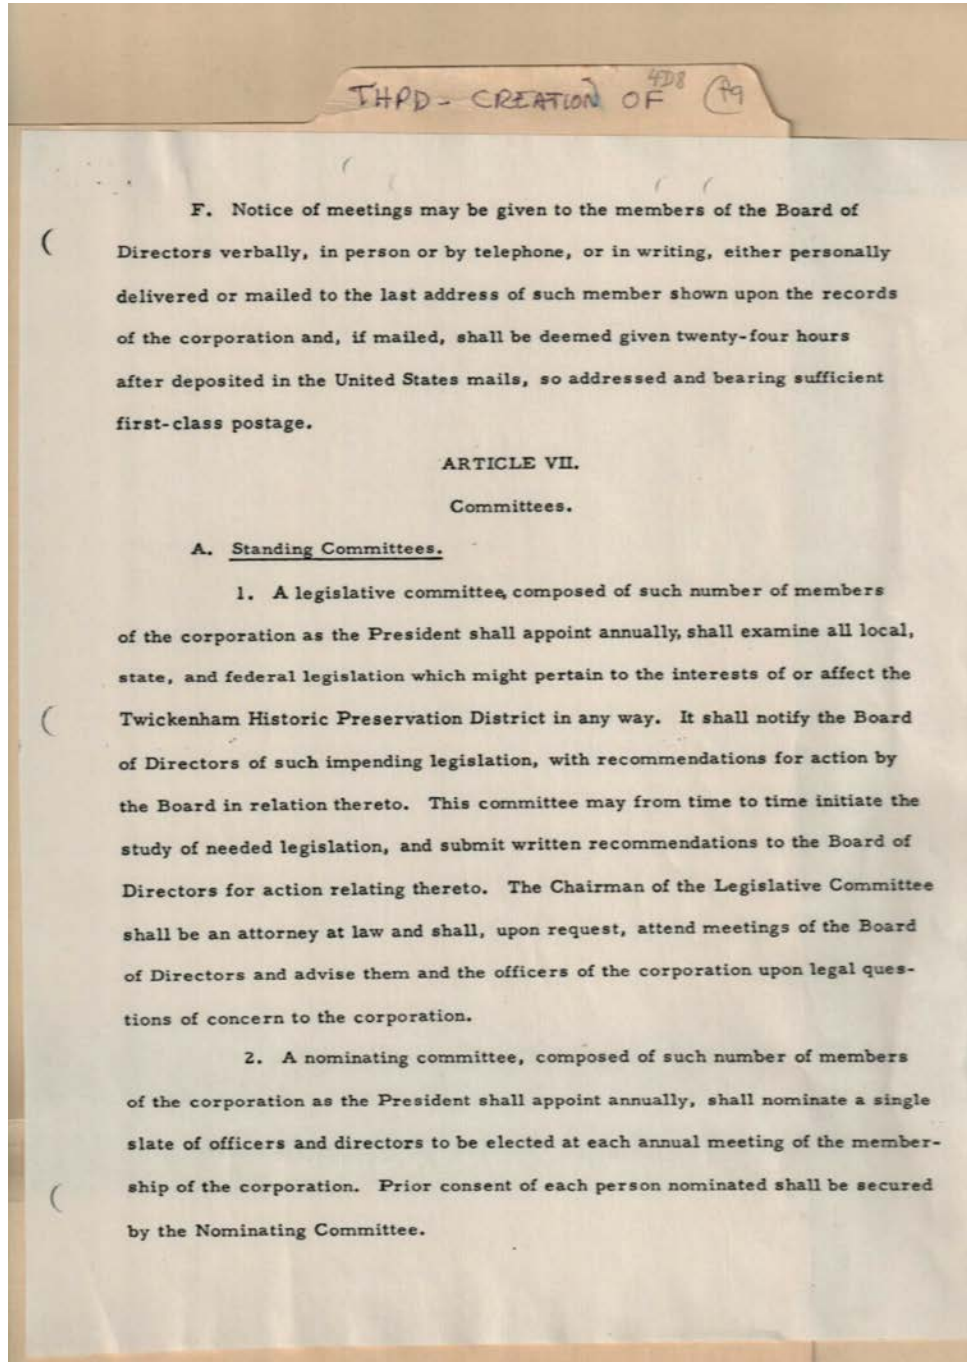 THPD - CREATION OF 4D8 79
F. Notice of meetings may be given to the members of the Board of
Directors verbally, in person or by telephone, or in writing, either personally
delivered or mailed to the last address of such member shown upon the records
of the corporation and, if mailed, shall be deemed given twenty-four hours
after deposited in the United States mails, so addressed and bearing sufficient
first-class postage.
ARTICLE VII.
Committees.
A. Standing Committees.
1. A legislative committee, composed of such number of members
of the corporation as the President shall appoint annually, shall examine all local,
state, and federal legislation which might pertain to the interests of or affect the
Twickenham Historic Preservation District in any way. It shall notify the Board
of Directors of such impending legislation, with recommendations for action by
the Board in relation thereto. This committee may from time to time initiate the
study of needed legislation, and submit written recommendations to the Board of
Directors for action relating thereto. The Chairman of the Legislative Committee
shall be an attorney at law and shall, upon request, attend meetings of the Board
of Directors and advise them and the officers of the corporation upon legal ques-
tions of concern to the corporation.
2. A nominating committee, composed of such number of members
of the corporation as the President shall appoint annually, shall nominate a single
slate of officers and directors to be elected at each annual meeting of the member-
ship of the corporation. Prior consent of each person nominated shall be secured
by the Nominating Committee.